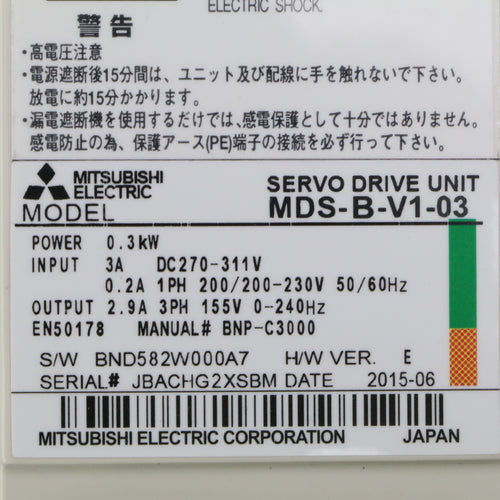 ELECTRIC SHOCK.
警告
・高電圧注意
・電源遮断後15分間は、ユニット及び配線に手を触れないで下さい。
放電に約15分かかります。
・漏電遮断機を使用するだけでは、感電保護として十分ではありません。
感電防止の為、保護アース(PE)端子の接続を必ず行って下さい。
MITSUBISHI
ELECTRIC
SERVO DRIVE UNIT
MODEL MDS-B-V1-03
POWER 0.3kW
INPUT 3A DC270-311V
0.2A 1PH 200/200-230V 50/60Hz
OUTPUT 2.9A 3PH 155V 0-240Hz
EN50178 MANUAL# BNP-C3000
S/W BND582W000A7 H/W VER. E
SERIAL# JBACHG2XSBM DATE 2015-06
MITSUBISHI ELECTRIC CORPORATION JAPAN